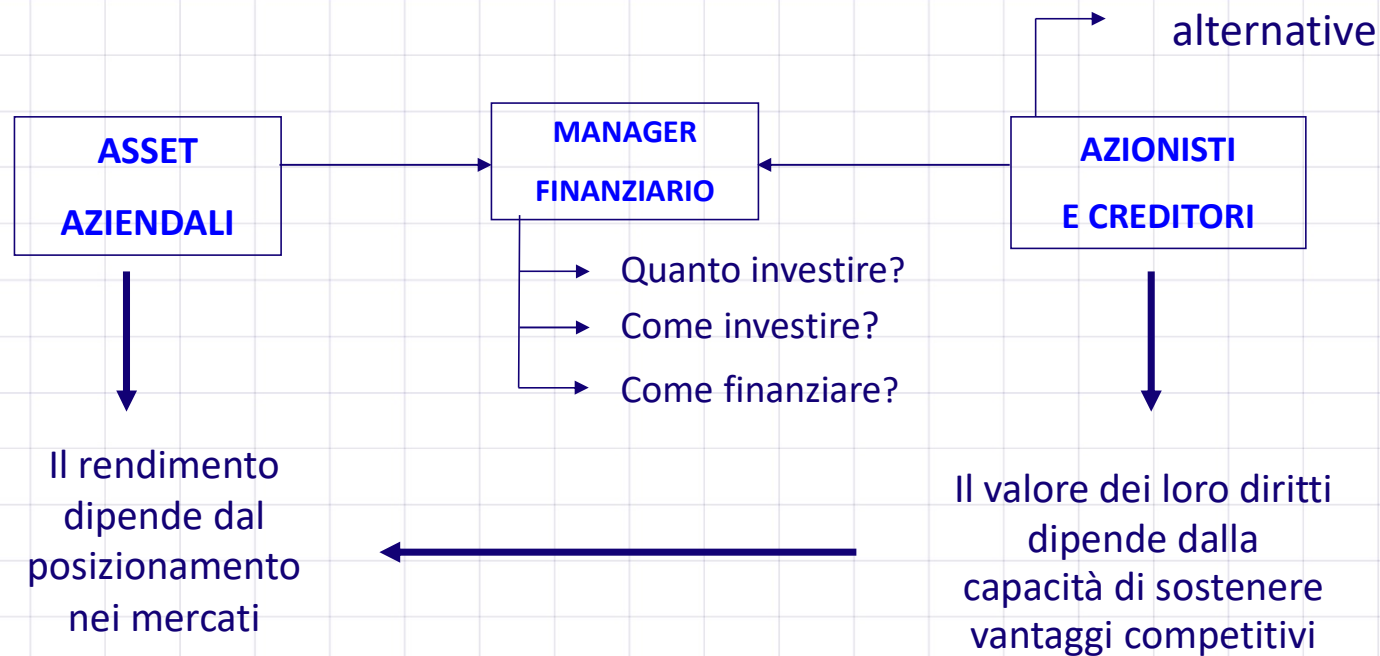 alternative
ASSET
AZIENDALI
MANAGER
FINANZIARIO
AZIONISTI
E CREDITORI
Quanto investire?
Come investire?
Come finanziare?
Il rendimento
dipende dal
posizionamento
nei mercati
Il valore dei loro diritti
dipende dalla
capacità di sostenere
vantaggi competitivi